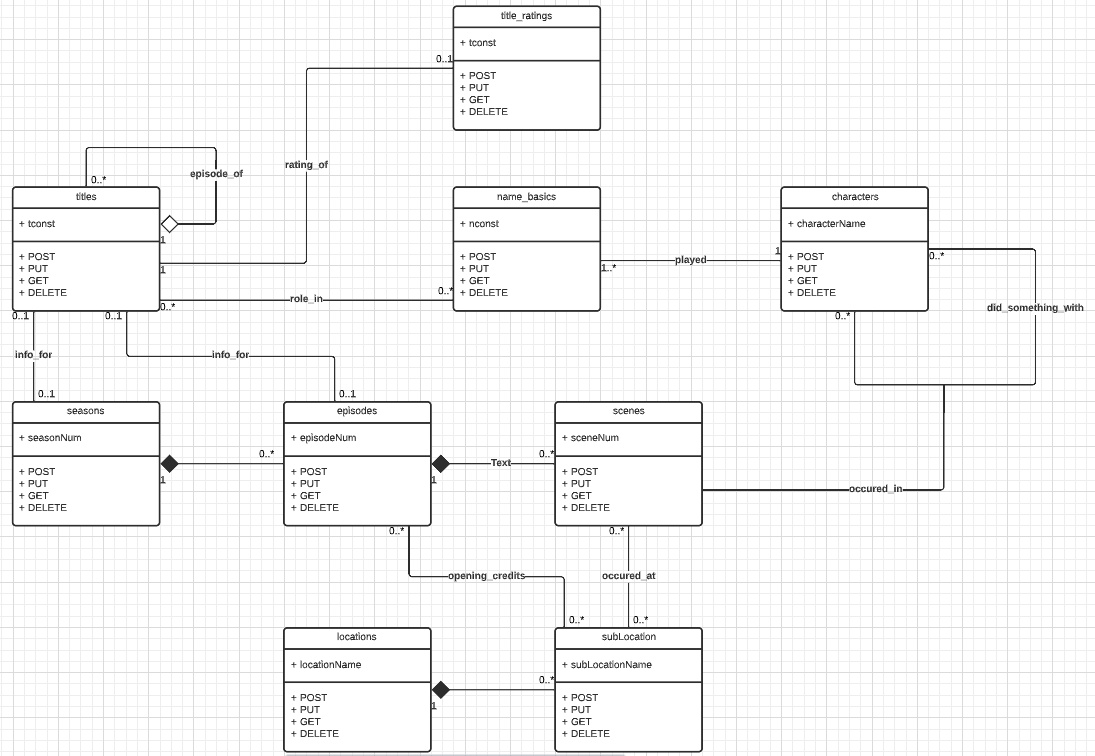 title_ratings
+ tconst
0..1
+ POST
+ PUT
+ GET
+ DELETE
rating_of
episode_of
0..*
titles
+ tconst
1
+ POST
+ PUT
+ GET
+ DELETE
1
0..*
role_in
0..*
name_basics
+ nconst
+ POST
+ PUT
+ GET
+ DELETE
1..*
played
1
characters
+ characterName
+ POST
+ PUT
+ GET
+ DELETE
0..*
did_something_with
0..*
0..1
0..1
info_for
info_for
0..1
0..1
seasons
+ seasonNum
+ POST
+ PUT
+ GET
+ DELETE
1
0..*
episodes
+ episodeNum
+ POST
+ PUT
+ GET
+ DELETE
1
Text
0..*
scenes
+ sceneNum
+ POST
+ PUT
+ GET
+ DELETE
occured_in
0..*
0..*
opening_credits
occured_at
0..*
0..*
locations
+ locationName
+ POST
+ PUT
+ GET
+ DELETE
1
0..*
subLocation
+ subLocationName
+ POST
+ PUT
+ GET
+ DELETE